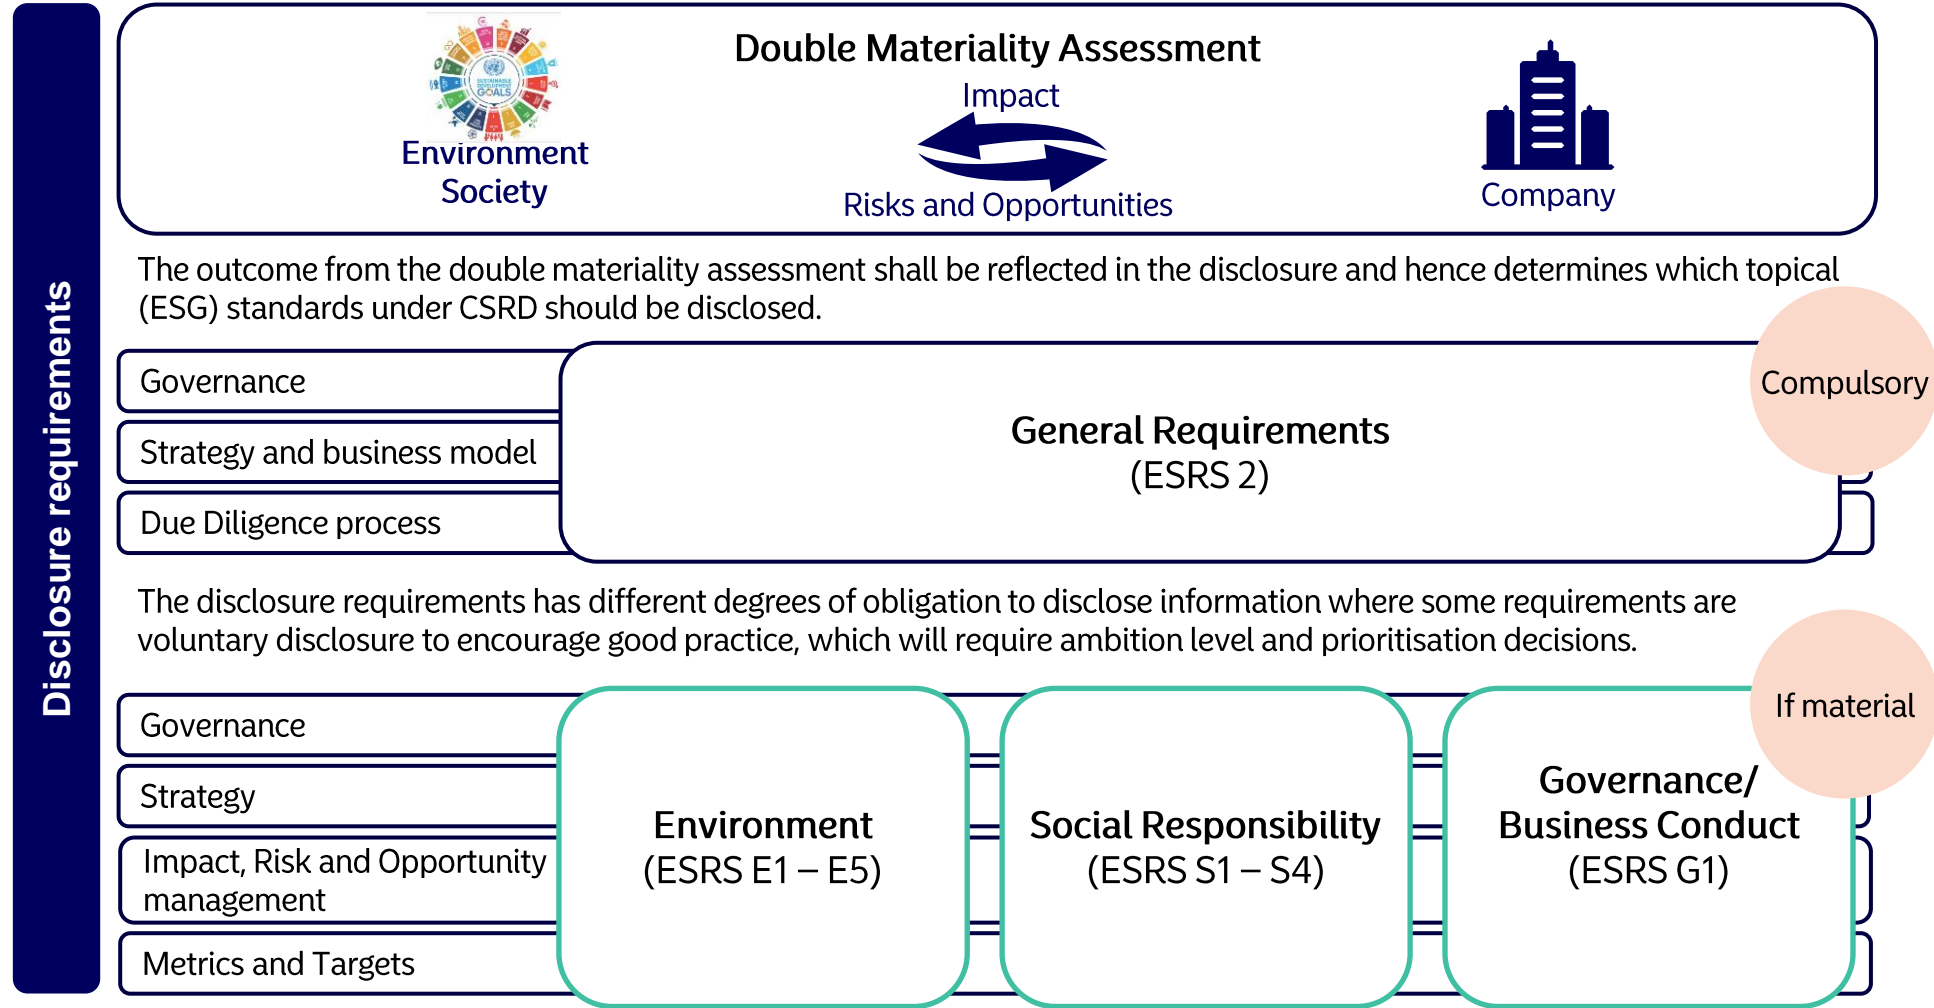 Disclosure requirements
Double Materiality Assessment
SUSTAINABLE
DEVELOPMENT
GOALS
Impact
Environment
Society
Risks and Opportunities
Company
The outcome from the double materiality assessment shall be reflected in the disclosure and hence determines which topical
(ESG) standards under CSRD should be disclosed.
Compulsory
Governance
Strategy and business model
Due Diligence process
General Requirements
(ESRS 2)
The disclosure requirements has different degrees of obligation to disclose information where some requirements are
voluntary disclosure to encourage good practice, which will require ambition level and prioritisation decisions.
If material
Governance
Strategy
Impact, Risk and Opportunity
management
Metrics and Targets
Environment
(ESRS E1 – E5)
Social Responsibility
(ESRS S1 – S4)
Governance/
Business Conduct
(ESRS G1)